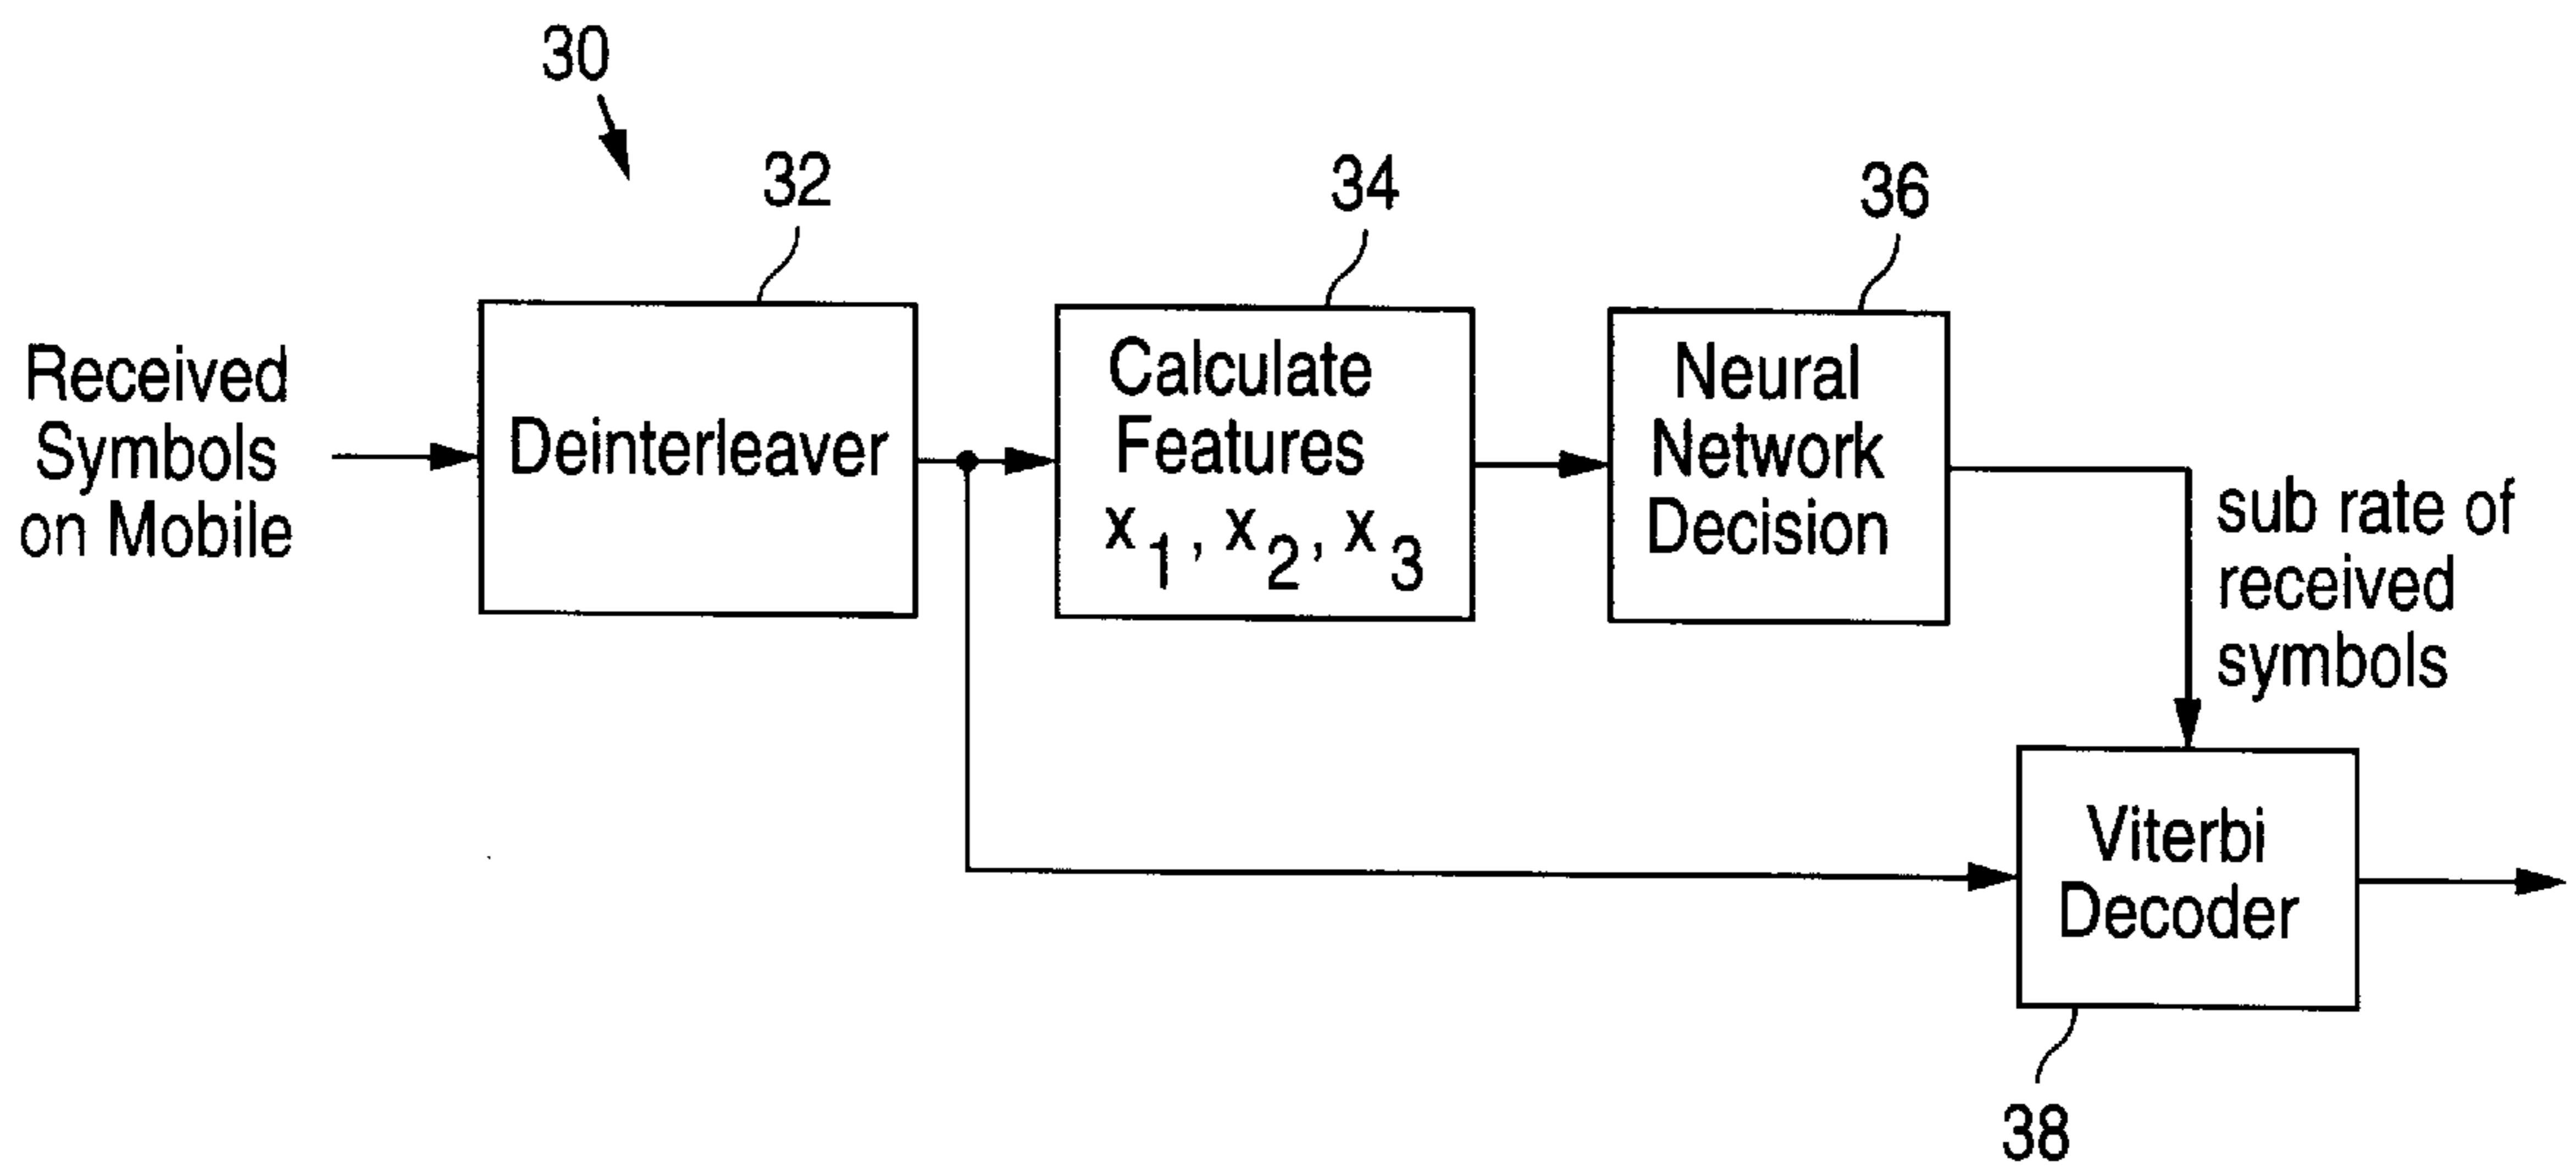 30
32
34
36
Received
Symbols
on Mobile
Deinterleaver
Calculate
Features
x1, x2, x3
Neural
Network
Decision
sub rate of
received
symbols
Viterbi
Decoder
38